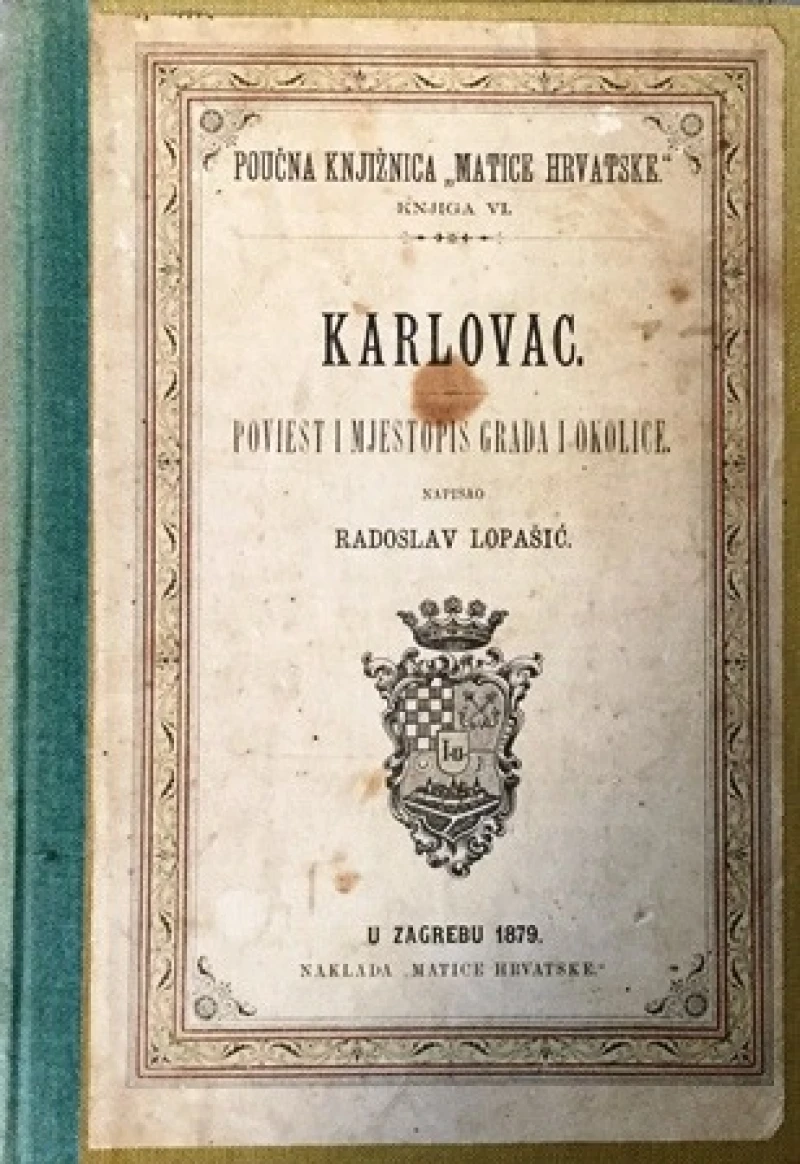 POUČNA KNJIŽNICA „MATICE HRVATSKE.“
KNJIGA VI.
KARLOVAC.
POVIEST I MJESTOPIS GRADA I OKOLICE.
NAPISAO
RADOSLAV LOPAŠIĆ.
U ZAGREBU 1879.
NAKLADA „MATICE HRVATSKE.“